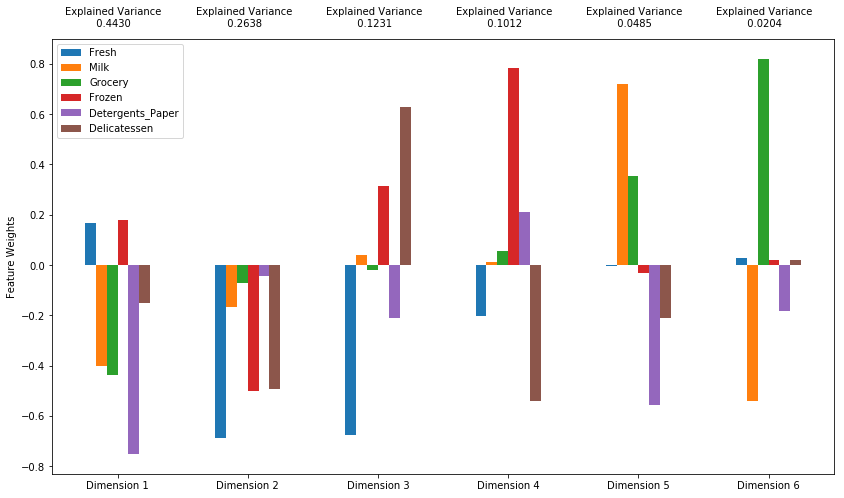 Explained Variance Explained Variance Explained Variance Explained Variance Explained Variance Explained Variance
0.4430 0.2638 0.1231 0.1012 0.0485 0.0204
Fresh
Milk
Grocery
Frozen
Detergents_Paper
Delicatessen
Feature Weights
0.8
0.6
0.4
0.2
0.0
−0.2
−0.4
−0.6
−0.8
Dimension 1 Dimension 2 Dimension 3 Dimension 4 Dimension 5 Dimension 6